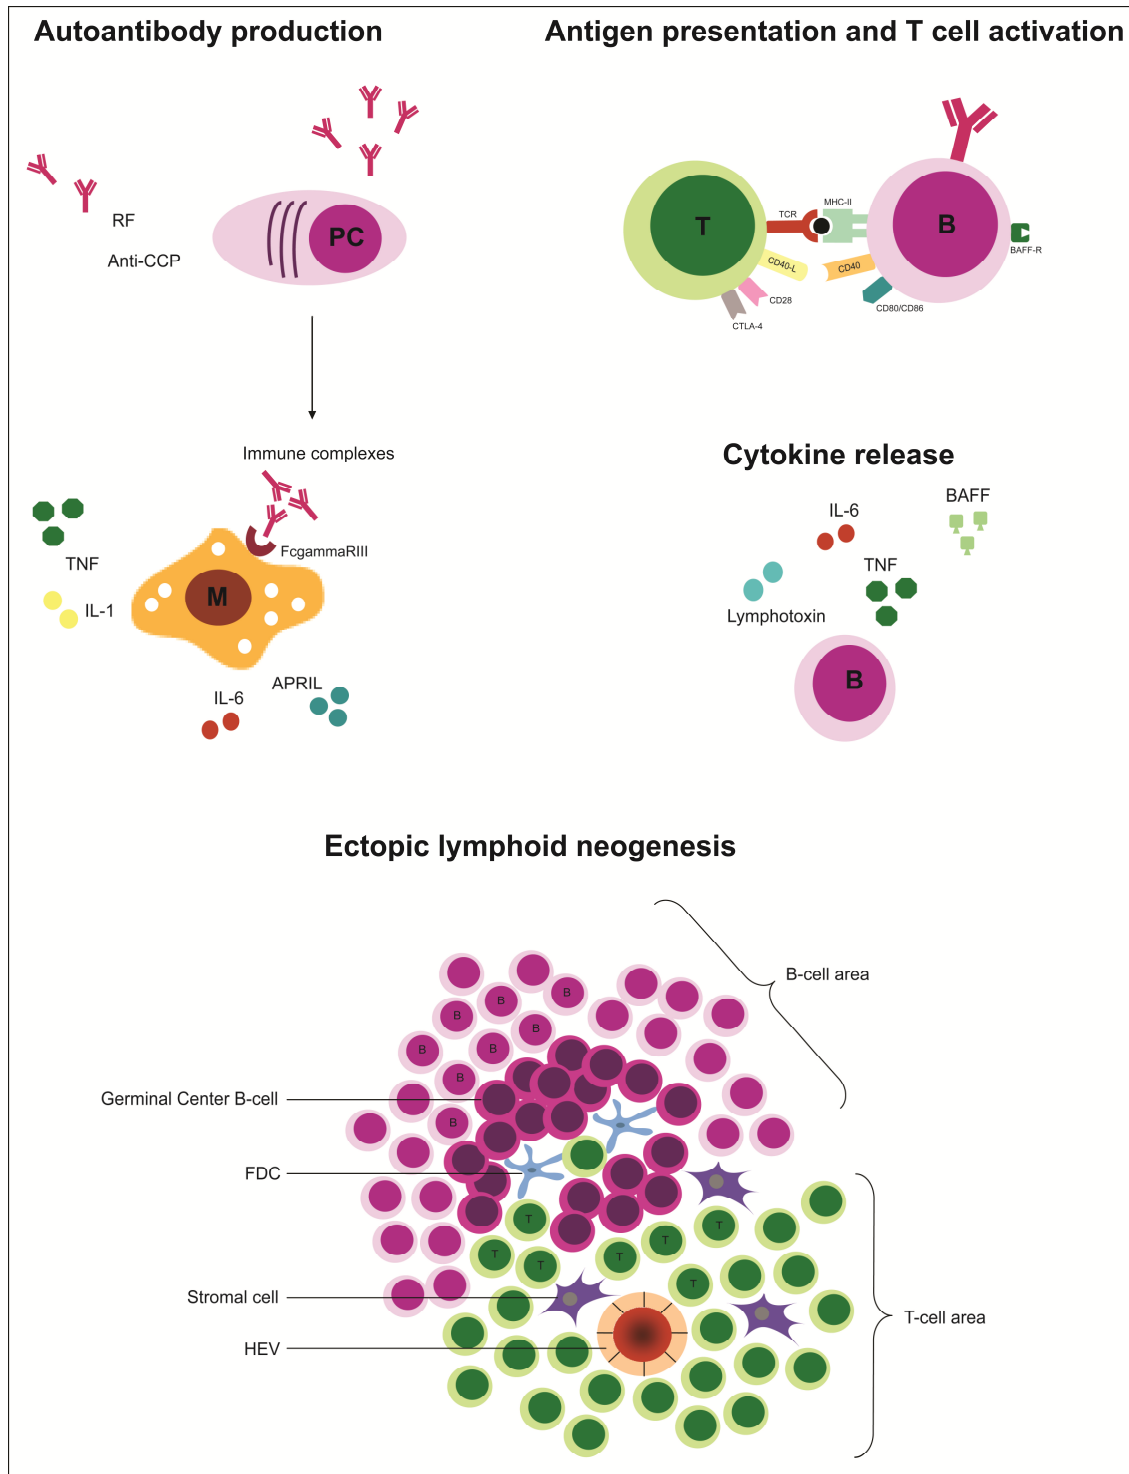 Autoantibody production
RF
Anti-CCP
PC
Immune complexes
FcgammaRIII
TNF
IL-1
M
IL-6
APRIL
Antigen presentation and T cell activation
T
TCR
MHC-II
B
BAFF-R
CD40-L
CD40
CD28
CD80/CD86
CTLA-4
Cytokine release
IL-6
BAFF
TNF
Lymphotoxin
B
Ectopic lymphoid neogenesis
B-cell area
B
B
B
B
B
B
B
B
Germinal Center B-cell
FDC
T
T
T
T
T
T
T
Stromal cell
HEV
T-cell area